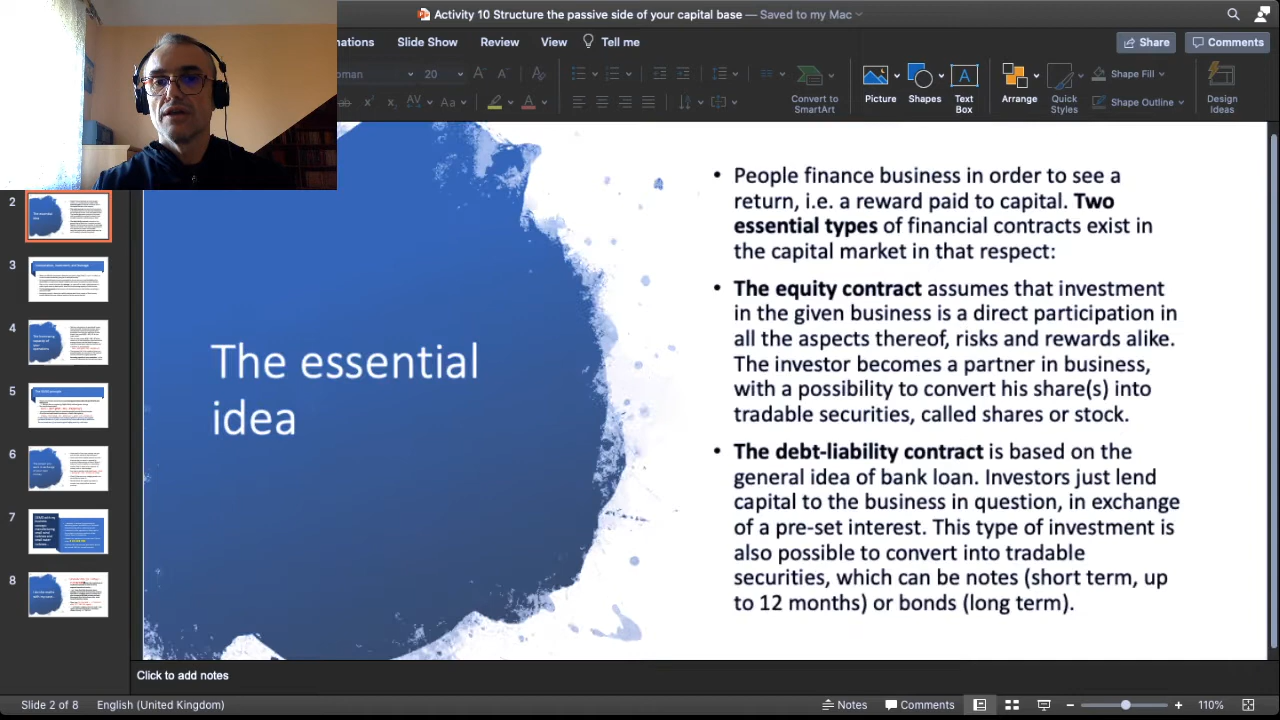 Activity 10 Structure the passive side of your capital base — Saved to my Mac
Slide Show Review View Tell me
Share Comments
20
Aa
Convert to
SmartArt
Picture Shapes Text
Box
Arrange Quick
Styles
Shape Fill
Shape Outline
Design
Ideas
2
3
4
5
6
7
8
The essential
idea
• People finance business in order to see a
return, i.e. a reward paid to capital. Two
essential types of financial contracts exist in
the capital market in that respect:
• The equity contract assumes that investment
in the given business is a direct participation in
all the aspects thereof, risks and rewards alike.
The investor becomes a partner in business,
with a possibility to convert his share(s) into
tradable securities, called shares or stock.
• The debt-liability contract is based on the
general idea of bank loan. Investors just lend
capital to the business in question, in exchange
of a pre-set interest. This type of investment is
also possible to convert into tradable
securities, which can be notes (short term, up
to 12 months) or bonds (long term).
Click to add notes
Slide 2 of 8 English (United Kingdom) Notes Comments 110%